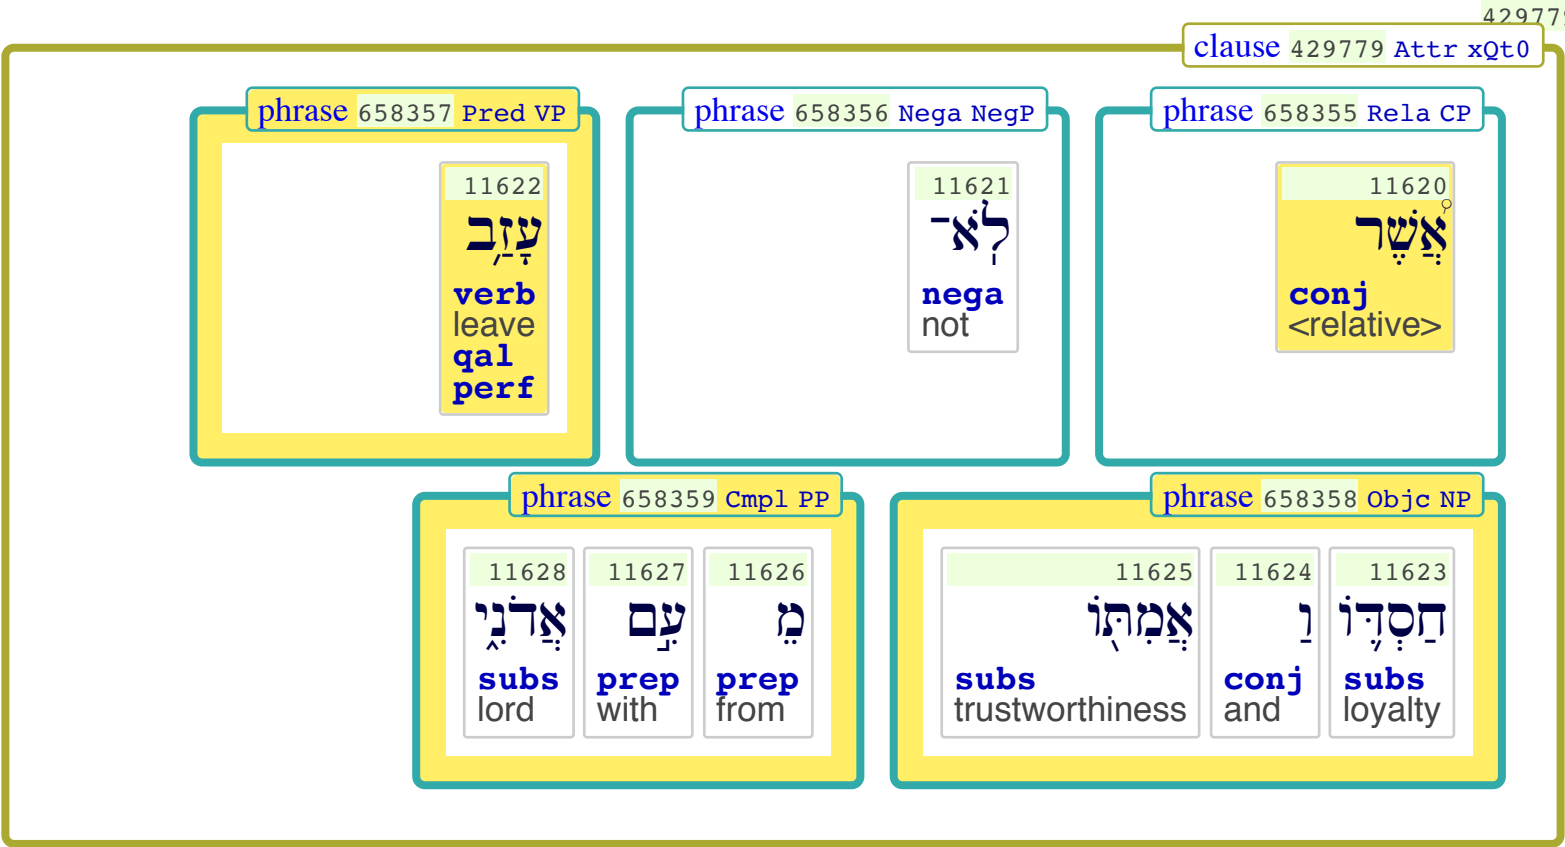 429779
clause 429779 Attr xQt0
phrase 658355 Rela CP
11620
אֲשֶׁ֯ר
conj
<relative>
phrase 658356 Nega NegP
11621
לֹֽא־
nega
not
phrase 658357 Pred VP
11622
עָזַ֥ב
verb
leave
qal
perf
phrase 658358 Objc NP
11623
חַסְדּ֛וֹ
subs
loyalty
11624
וַ
conj
and
11625
אֲמִתּ֖וֹ
subs
trustworthiness
phrase 658359 Cmpl PP
11626
מֵ
prep
from
11627
עִ֣ם
prep
with
11628
אֲדֹנִ֑י
subs
lord